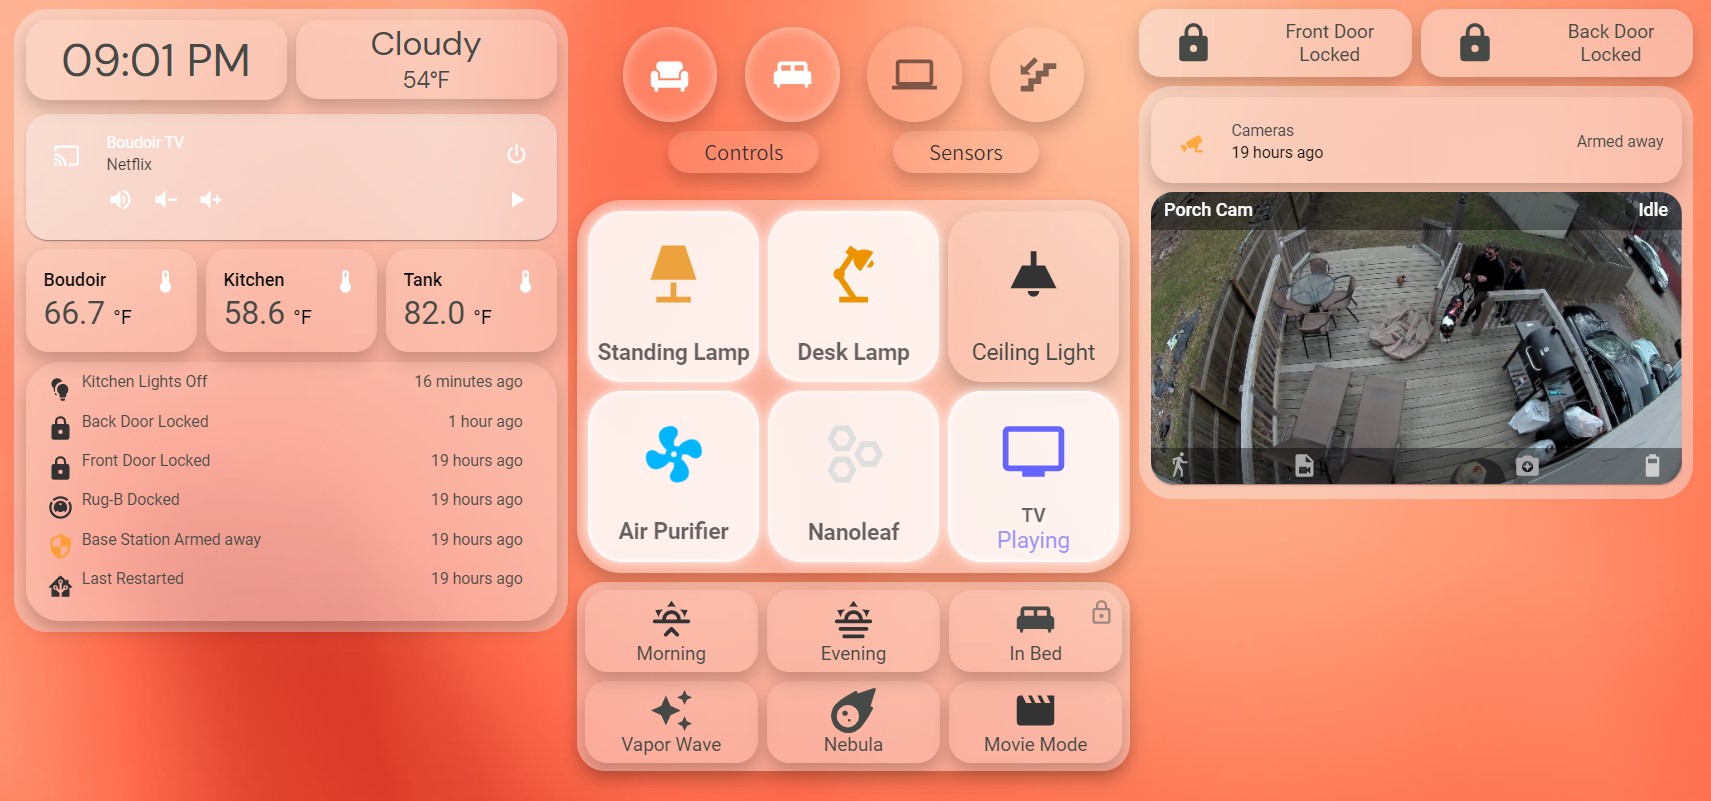 09:01 PM
Cloudy
54°F
Boudoir TV
Netflix
Boudoir
66.7 °F
Kitchen
58.6 °F
Tank
82.0 °F
Kitchen Lights Off 16 minutes ago
Back Door Locked 1 hour ago
Front Door Locked 19 hours ago
Rug-B Docked 19 hours ago
Base Station Armed away 19 hours ago
Last Restarted 19 hours ago
Controls
Sensors
Standing Lamp
Desk Lamp
Ceiling Light
Air Purifier
Nanoleaf
TV
Playing
Morning
Evening
In Bed
Vapor Wave
Nebula
Movie Mode
Front Door
Locked
Back Door
Locked
Cameras
19 hours ago
Armed away
Porch Cam
Idle